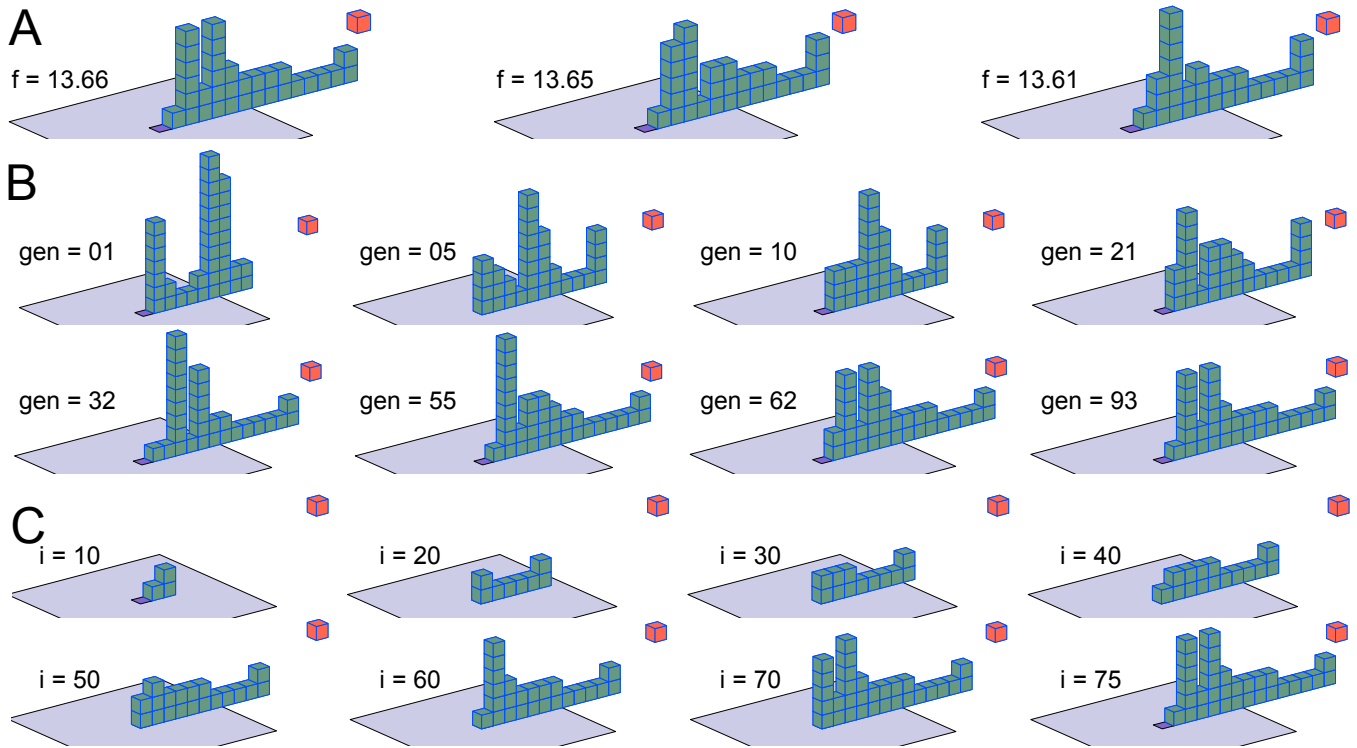 A
f = 13.66
f = 13.65
f = 13.61
B
gen = 01
gen = 05
gen = 10
gen = 21
gen = 32
gen = 55
gen = 62
gen = 93
C
i = 10
i = 20
i = 30
i = 40
i = 50
i = 60
i = 70
i = 75